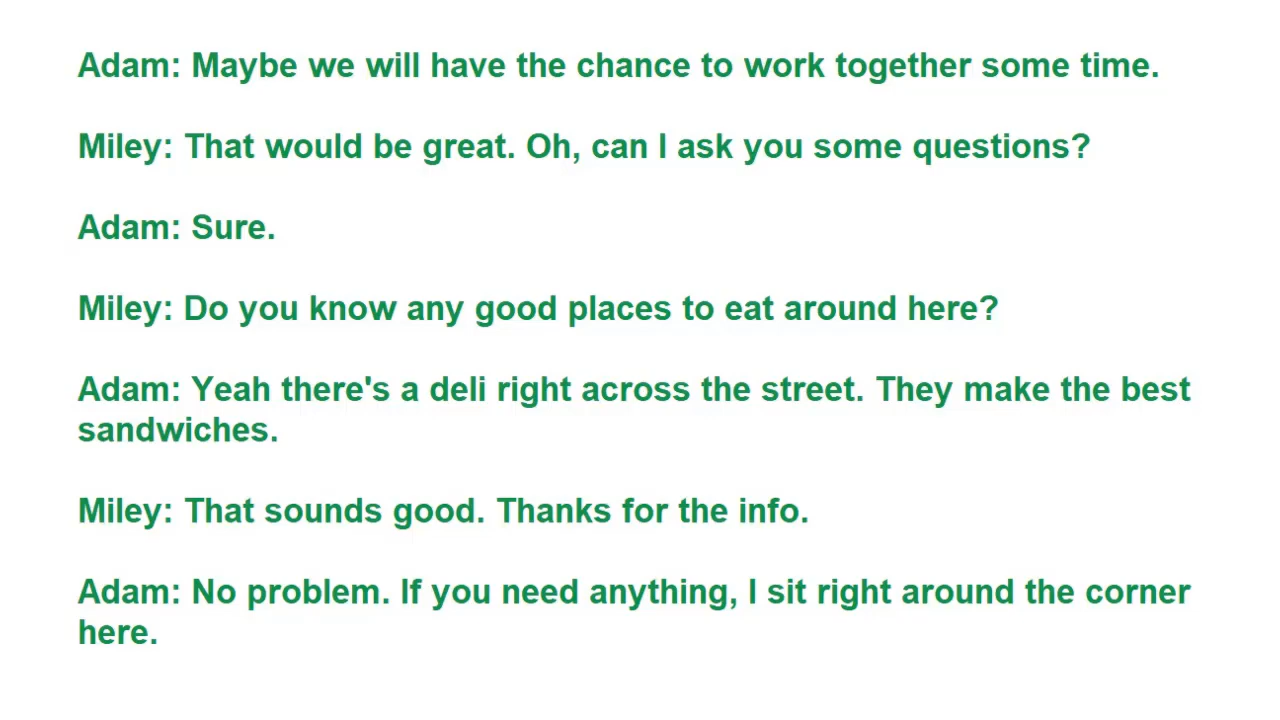 Adam: Maybe we will have the chance to work together some time.
Miley: That would be great. Oh, can I ask you some questions?
Adam: Sure.
Miley: Do you know any good places to eat around here?
Adam: Yeah there's a deli right across the street. They make the best
sandwiches.
Miley: That sounds good. Thanks for the info.
Adam: No problem. If you need anything, I sit right around the corner
here.